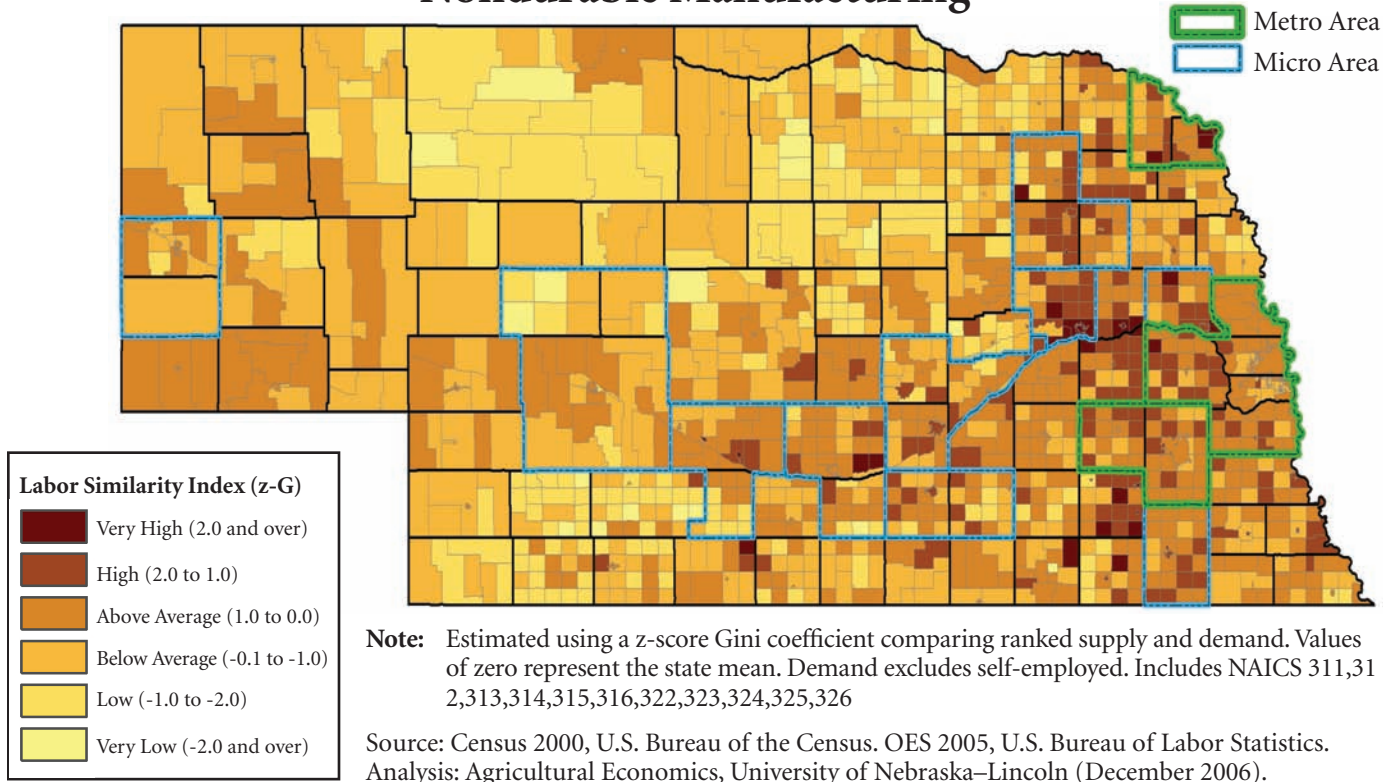 Nondurable Manufacturing
Metro Area
Micro Area
Labor Similarity Index (z-G)
Very High (2.0 and over)
High (2.0 to 1.0)
Above Average (1.0 to 0.0)
Below Average (-0.1 to -1.0)
Low (-1.0 to -2.0)
Very Low (-2.0 and over)
Note: Estimated using a z-score Gini coefficient comparing ranked supply and demand. Values
of zero represent the state mean. Demand excludes self-employed. Includes NAICS 311,31
2,313,314,315,316,322,323,324,325,326
Source: Census 2000, U.S. Bureau of the Census. OES 2005, U.S. Bureau of Labor Statistics.
Analysis: Agricultural Economics, University of Nebraska–Lincoln (December 2006).